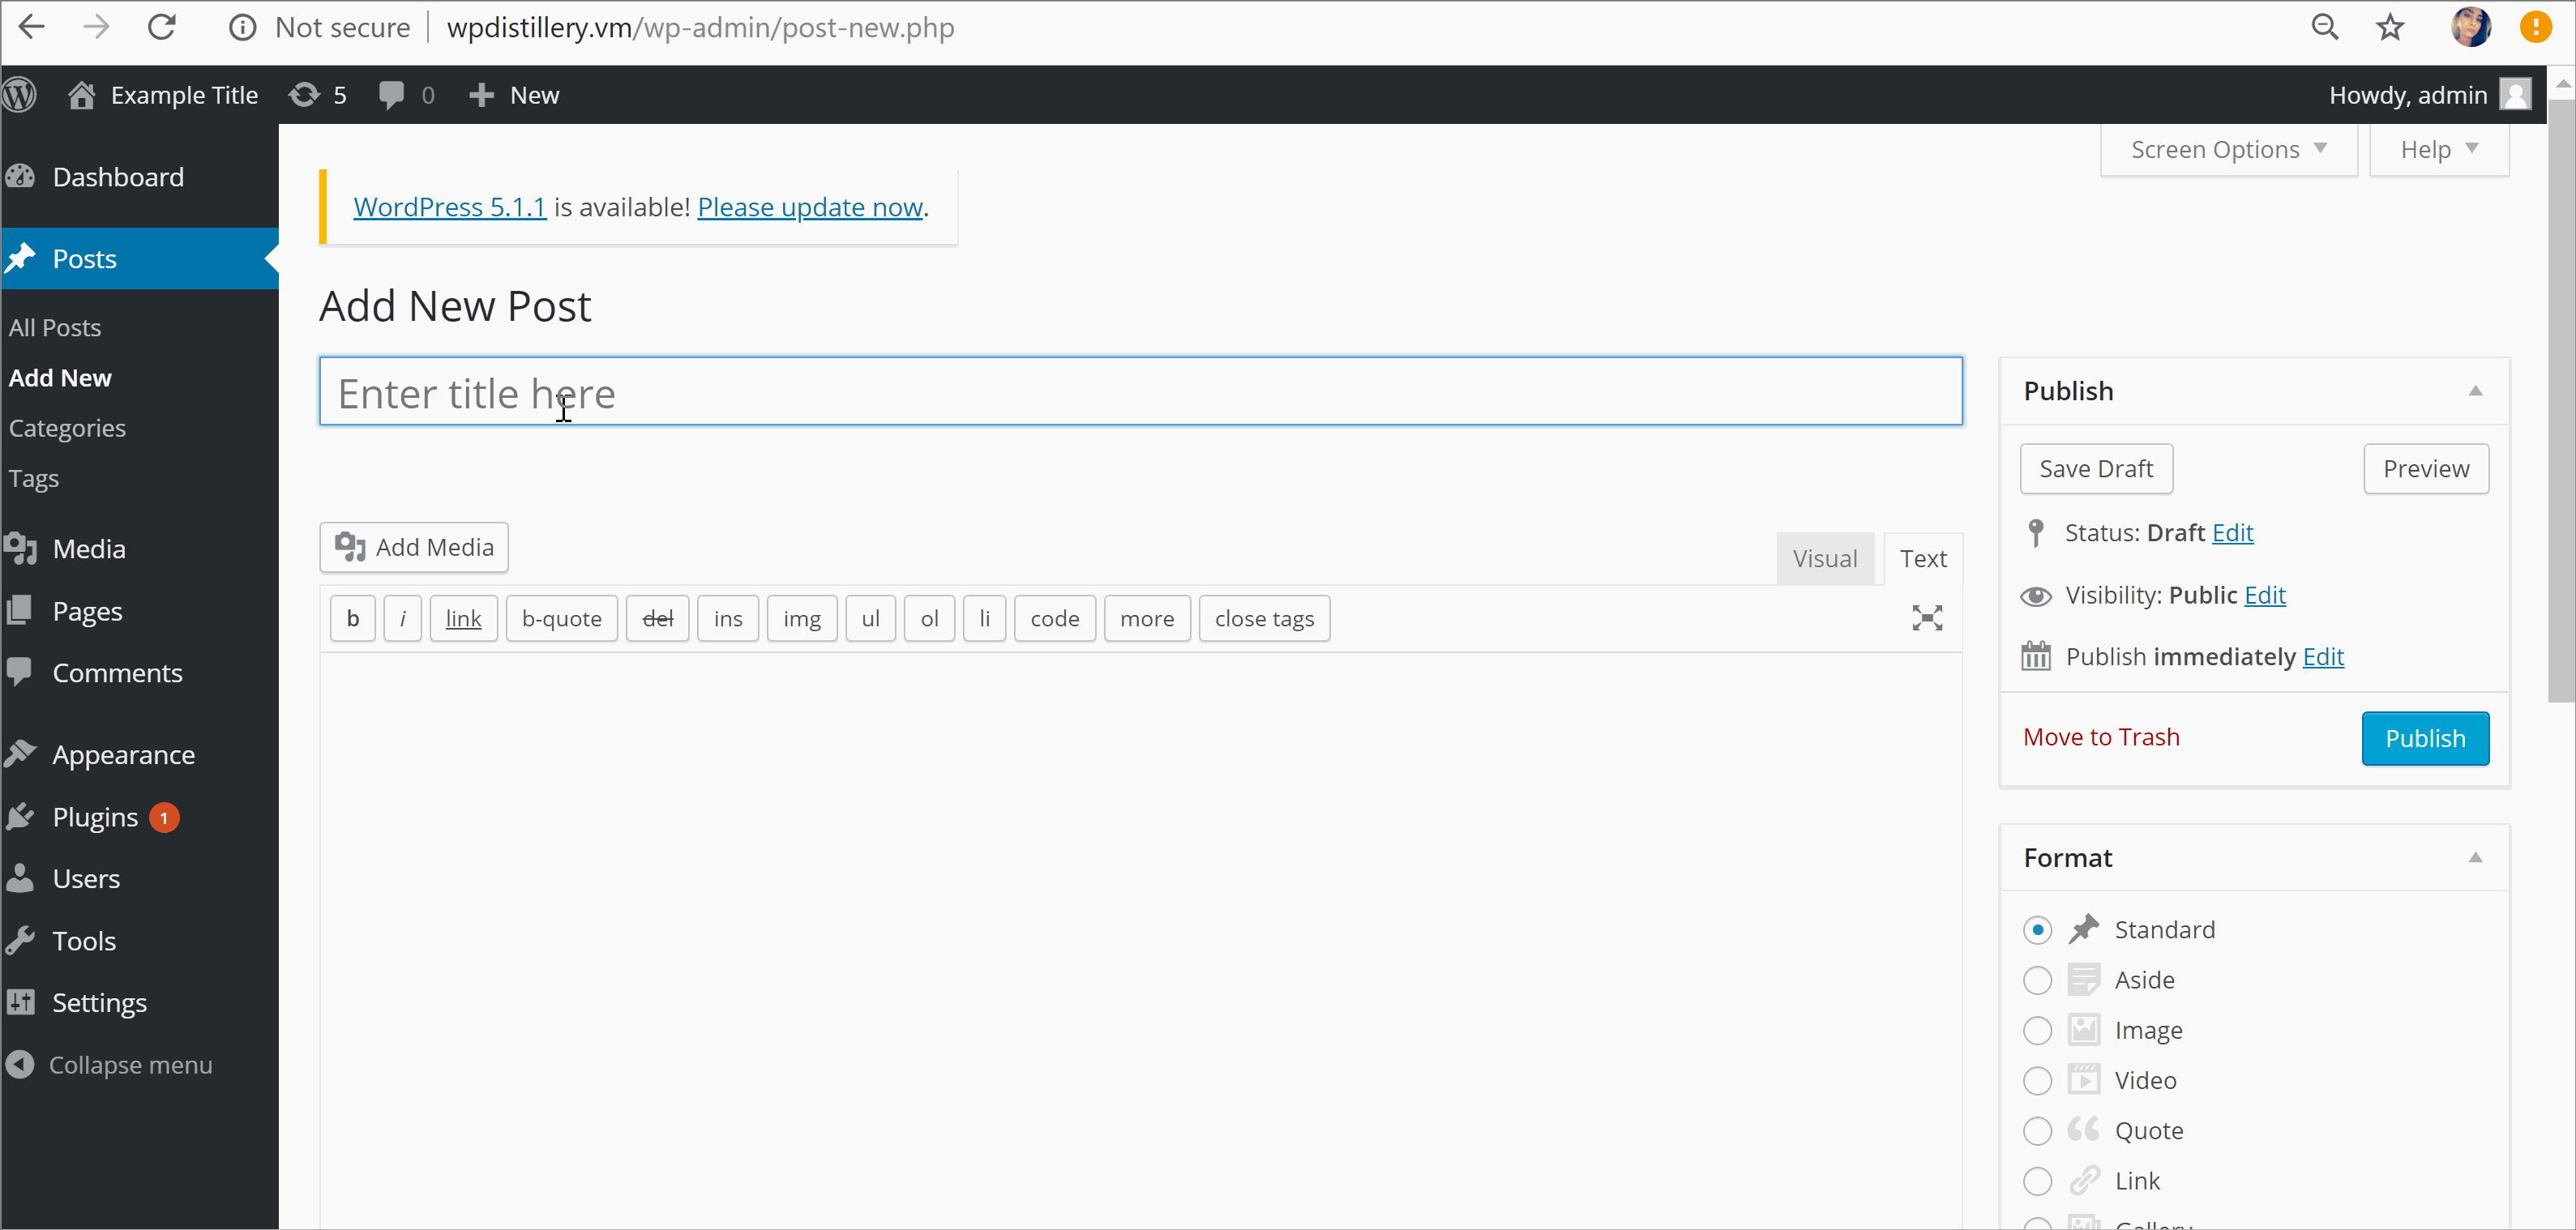 Not secure | wpdistillery.vm/wp-admin/post-new.php
Example Title 5 0 + New
Howdy, admin
Screen Options
Help
Dashboard
Posts
All Posts
Add New
Categories
Tags
Media
Pages
Comments
Appearance
Plugins 1
Users
Tools
Settings
Collapse menu
WordPress 5.1.1 is available! Please update now.
Add New Post
Enter title here
Add Media
Visual
Text
b i link b-quote del ins img ul ol li code more close tags
Publish
Save Draft
Preview
Status: Draft Edit
Visibility: Public Edit
Publish immediately Edit
Move to Trash
Publish
Format
Standard
Aside
Image
Video
Quote
Link
Gallery